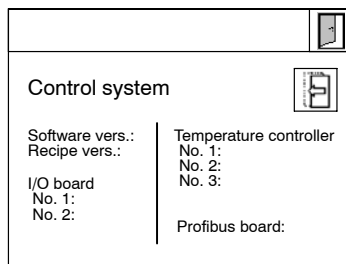 Control system
Software vers.:
Recipe vers.:
I/O board
No. 1:
No. 2:
Temperature controller
No. 1:
No. 2:
No. 3:
Profibus board: